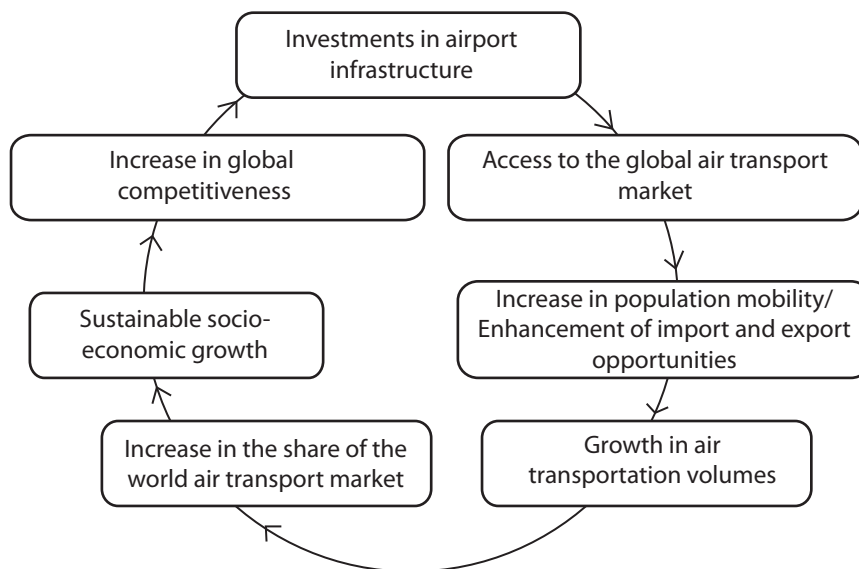 Investments in airport
infrastructure
Access to the global air transport
market
Increase in population mobility/
Enhancement of import and export
opportunities
Growth in air
transportation volumes
Increase in the share of the
world air transport market
Sustainable socio-
economic growth
Increase in global
competitiveness